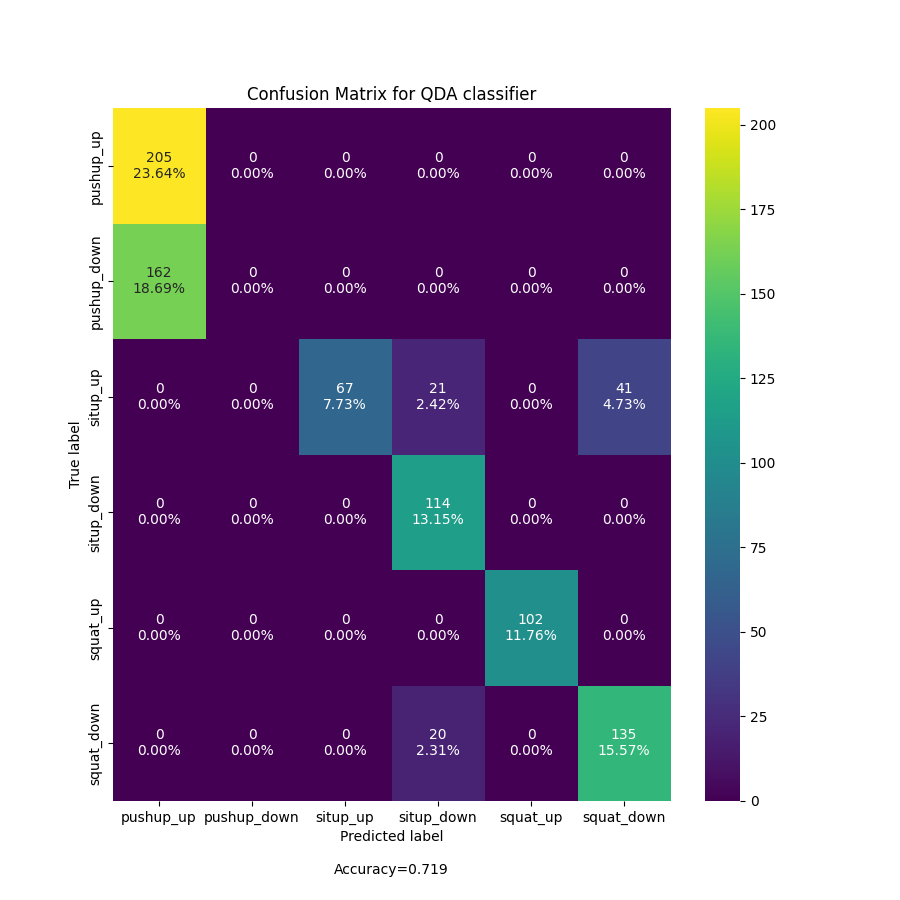 Confusion Matrix for QDA classifier
pushup_up
205 0 0 0 0 0
23.64% 0.00% 0.00% 0.00% 0.00% 0.00%
pushup_down
162 0 0 0 0 0
18.69% 0.00% 0.00% 0.00% 0.00% 0.00%
situp_up
0 0 67 21 0 41
0.00% 0.00% 7.73% 2.42% 0.00% 4.73%
situp_down
0 0 0 114 0 0
0.00% 0.00% 0.00% 13.15% 0.00% 0.00%
squat_up
0 0 0 0 102 0
0.00% 0.00% 0.00% 0.00% 11.76% 0.00%
squat_down
0 0 0 20 0 135
0.00% 0.00% 0.00% 2.31% 0.00% 15.57%
True label
pushup_up pushup_down situp_up situp_down squat_up squat_down
Predicted label
Accuracy=0.719
200
175
150
125
100
75
50
25
0